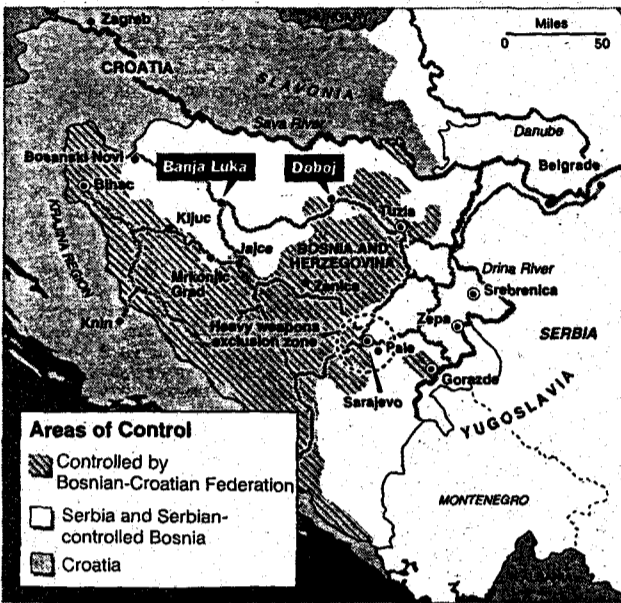 Zagreb
Miles
0 50
CROATIA
SLAVONIA
Sava River
Danube
Belgrade
Bosanski Novi
Banja Luka
Doboj
Bihac
Tuzla
Kljuc
Jajce
BOSNIA AND
HERZEGOVINA
KRAJINA REGION
Mrkonjic
Grad
Zenica
Drina River
Srebrenica
Knin
Heavy weapons
exclusion zone
Zepa
SERBIA
Pale
Gorazde
Sarajevo
YUGOSLAVIA
MONTENEGRO
Areas of Control
Controlled by
Bosnian-Croatian Federation
Serbia and Serbian-
controlled Bosnia
Croatia